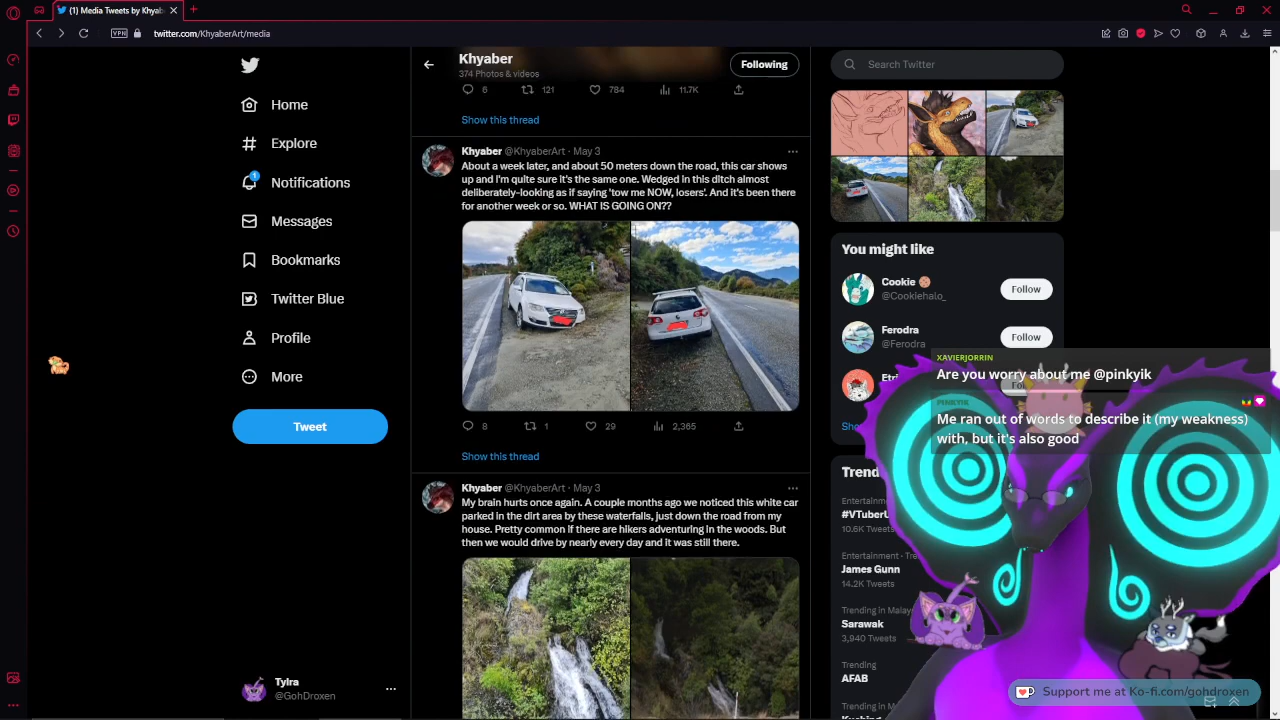 (1) Media Tweets by Khyab
VPN
twitter.com/KhyaberArt/media
Home
Explore
1
Notifications
Messages
Bookmarks
Twitter Blue
Profile
More
Tweet
Tylra
@GohDroxen
Khyaber
374 Photos & videos
Following
6
121
784
11.7K
Show this thread
Khyaber @KhyaberArt · May 3
About a week later, and about 50 meters down the road, this car shows
up and I'm quite sure it's the same one. Wedged in this ditch almost
deliberately-looking as if saying 'tow me NOW, losers'. And it's been there
for another week or so. WHAT IS GOING ON??
8
1
29
2,365
Show this thread
Khyaber @KhyaberArt · May 3
My brain hurts once again. A couple months ago we noticed this white car
parked in the dirt area by these waterfalls, just down the road from my
house. Pretty common if there are hikers adventuring in the woods. But
then we would drive by nearly every day and it was still there.
Search Twitter
You might like
Cookie
@Cookiehalo_
Follow
Ferodra
@Ferodra
Follow
XAVIERJORRIN
Are you worry about me @pinkyik
PINKYIK
Me ran out of words to describe it (my weakness)
with, but it's also good
Trend
Entertainm
#VTuberU
10.6K Tweets
Entertainment · Tre
James Gunn
14.2K Tweets
Trending in Malay
Sarawak
3,940 Tweets
Trending
AFAB
Support me at Ko-fi.com/gohdroxen